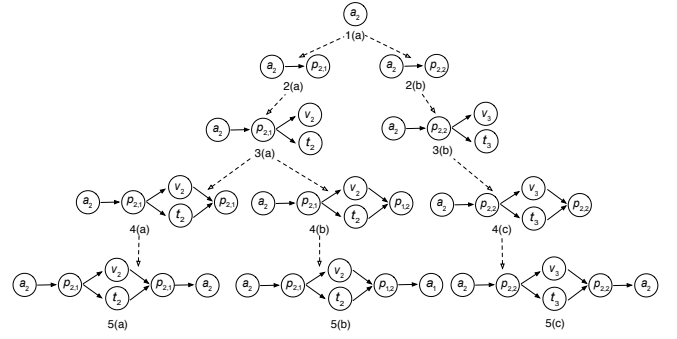 a2
1(a)
a2 p2,1 a2 p2,2
2(a) 2(b)
a2 p2,1 v2 t2 a2 p2,2 v3 t3
3(a) 3(b)
a2 p2,1 v2 t2 p2,1 a2 p2,1 v2 t2 p1,2 a2 p2,2 v3 t3 p2,2
4(a) 4(b) 4(c)
a2 p2,1 v2 t2 p2,1 a2 a2 p2,1 v2 t2 p1,2 a1 a2 p2,2 v3 t3 p2,2 a2
5(a) 5(b) 5(c)